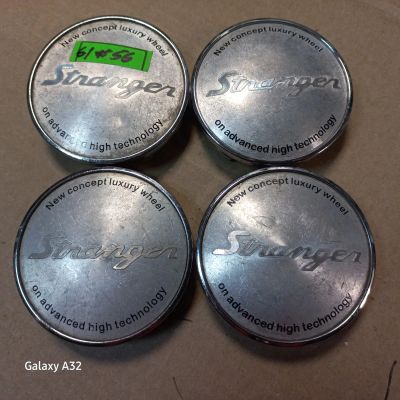 New concept luxury wheel
61#56
Stranger
on advanced high technology
New concept luxury wheel
Stranger
on advanced high technology
New concept luxury wheel
Stranger
on advanced high technology
New concept luxury wheel
Stranger
on advanced high technology
Galaxy A32